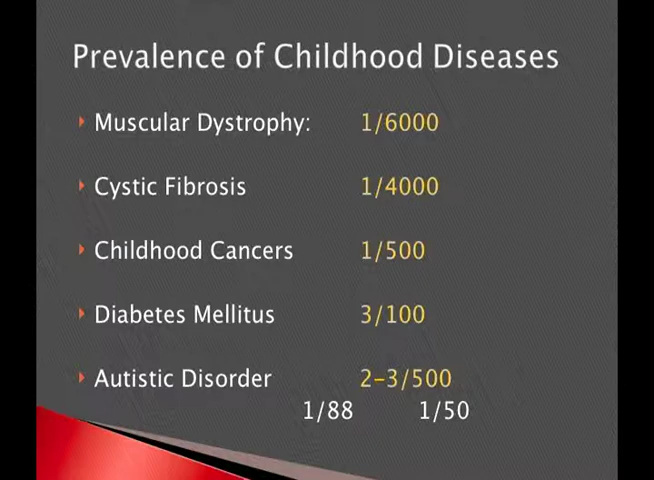 Prevalence of Childhood Diseases
Muscular Dystrophy: 1/6000
Cystic Fibrosis 1/4000
Childhood Cancers 1/500
Diabetes Mellitus 3/100
Autistic Disorder 2-3/500
1/88 1/50